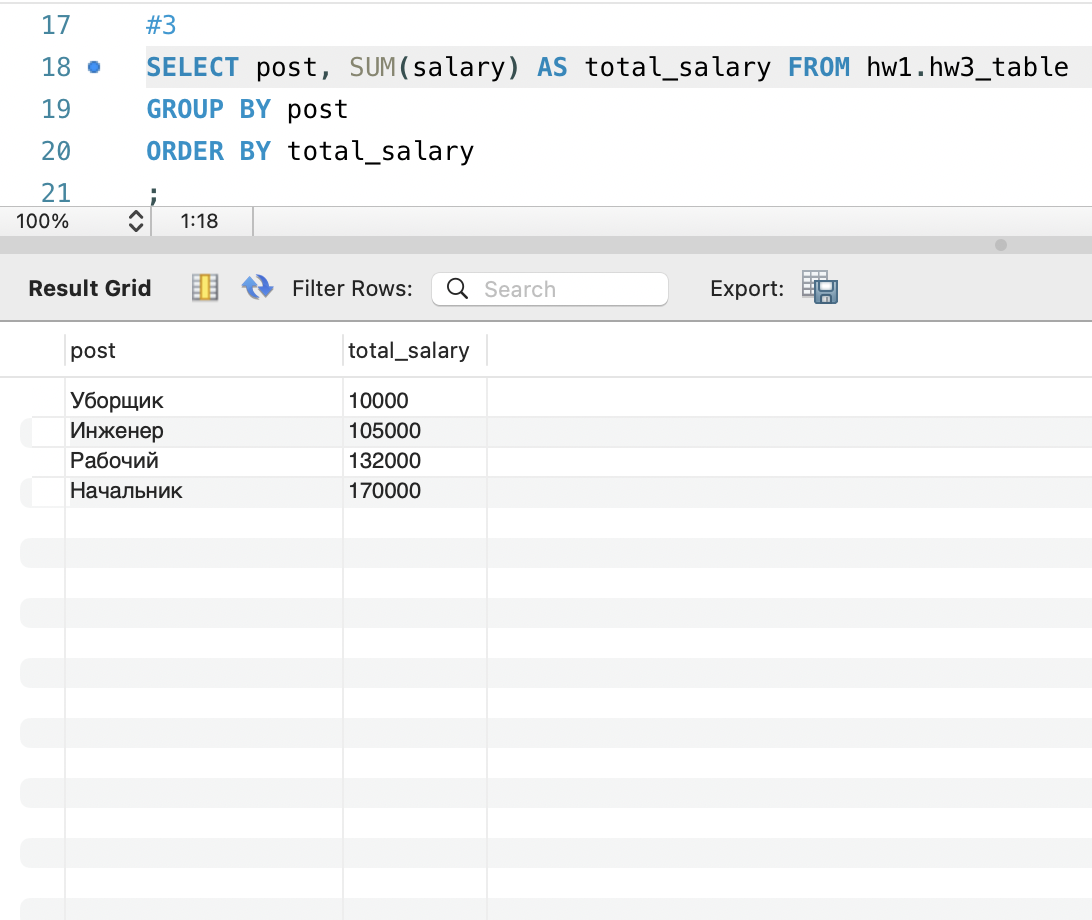 17 #3
18 SELECT post, SUM(salary) AS total_salary FROM hw1.hw3_table
19 GROUP BY post
20 ORDER BY total_salary
21 ;
100% 1:18
Result Grid Filter Rows: Search Export:
post total_salary
Уборщик 10000
Инженер 105000
Рабочий 132000
Начальник 170000